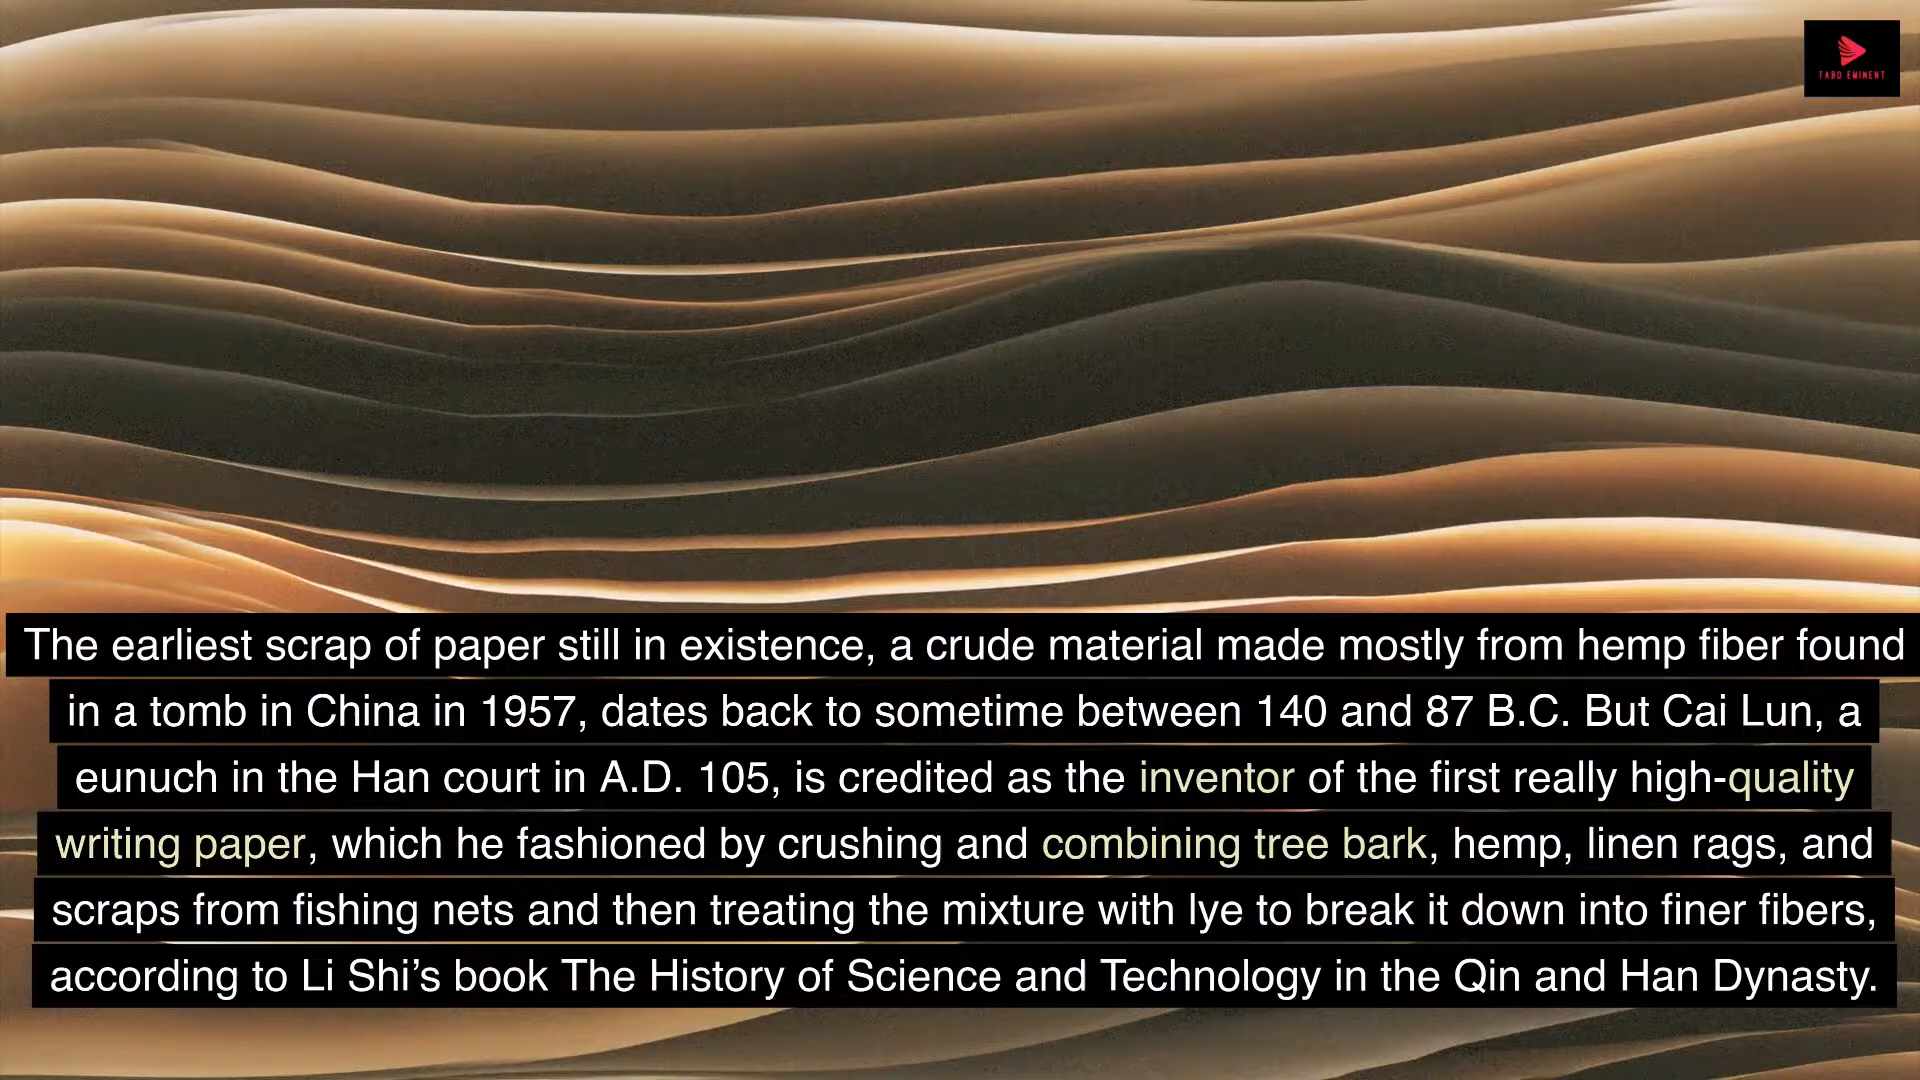 TABO EMINENT
The earliest scrap of paper still in existence, a crude material made mostly from hemp fiber found
in a tomb in China in 1957, dates back to sometime between 140 and 87 B.C. But Cai Lun, a
eunuch in the Han court in A.D. 105, is credited as the inventor of the first really high-quality
writing paper, which he fashioned by crushing and combining tree bark, hemp, linen rags, and
scraps from fishing nets and then treating the mixture with lye to break it down into finer fibers,
according to Li Shi’s book The History of Science and Technology in the Qin and Han Dynasty.